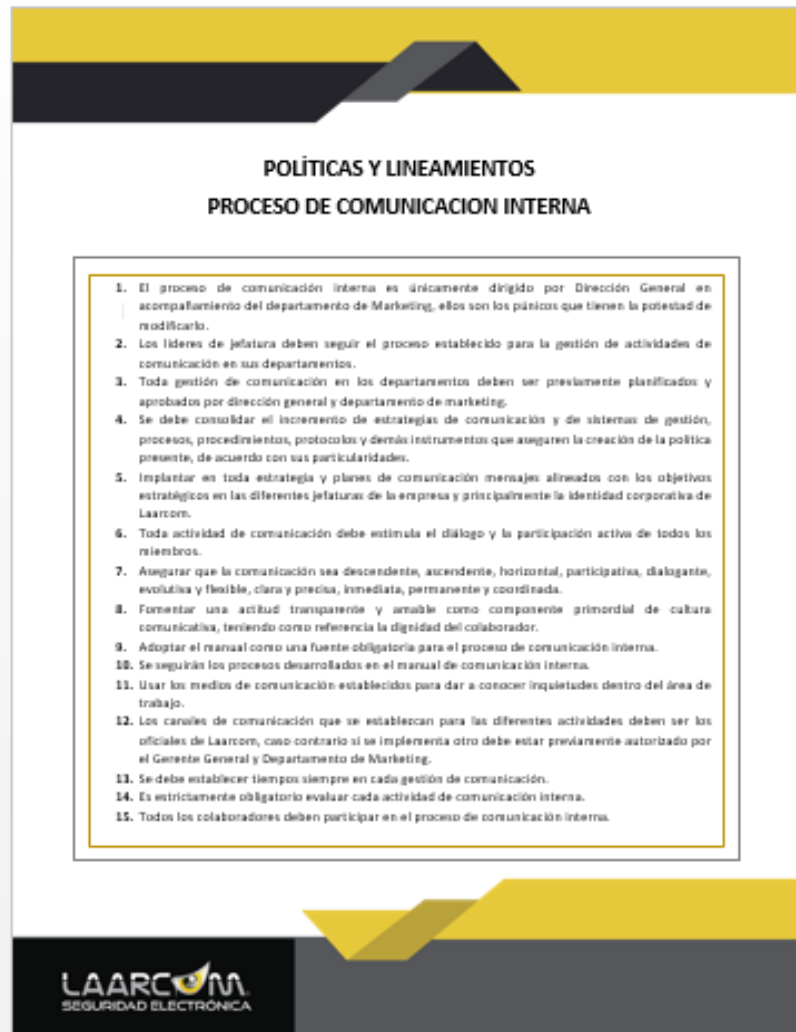 POLÍTICAS Y LINEAMIENTOS
PROCESO DE COMUNICACION INTERNA
1. El proceso de comunicación interna es únicamente dirigido por Dirección General en
acompañamiento del departamento de Marketing, ellos son los púnicos que tienen la potestad de
modificarlo.
2. Los líderes de jefatura deben seguir el proceso establecido para la gestión de actividades de
comunicación en sus departamentos.
3. Toda gestión de comunicación en los departamentos deben ser previamente planificados y
aprobados por dirección general y departamento de marketing.
4. Se debe consolidar el incremento de estrategias de comunicación y de sistemas de gestión,
procesos, procedimientos, protocolos y demás instrumentos que aseguren la creación de la política
presente, de acuerdo con sus particularidades.
5. Implantar en toda estrategia y planes de comunicación mensajes alineados con los objetivos
estratégicos en las diferentes jefaturas de la empresa y principalmente la identidad corporativa de
Laarcom.
6. Toda actividad de comunicación debe estimula el diálogo y la participación activa de todos los
miembros.
7. Asegurar que la comunicación sea descendente, ascendente, horizontal, participativa, dialogante,
evolutiva y flexible, clara y precisa, inmediata, permanente y coordinada.
8. Fomentar una actitud transparente y amable como componente primordial de cultura
comunicativa, teniendo como referencia la dignidad del colaborador.
9. Adoptar el manual como una fuente obligatoria para el proceso de comunicación interna.
10. Se seguirán los procesos desarrollados en el manual de comunicación interna.
11. Usar los medios de comunicación establecidos para dar a conocer inquietudes dentro del área de
trabajo.
12. Los canales de comunicación que se establezcan para las diferentes actividades deben ser los
oficiales de Laarcom, caso contrario si se implementa otro debe estar previamente autorizado por
el Gerente General y Departamento de Marketing.
13. Se debe establecer tiempos siempre en cada gestión de comunicación.
14. Es estrictamente obligatorio evaluar cada actividad de comunicación interna.
15. Todos los colaboradores deben participar en el proceso de comunicación interna.
LAARCOM
SEGURIDAD ELECTRÓNICA